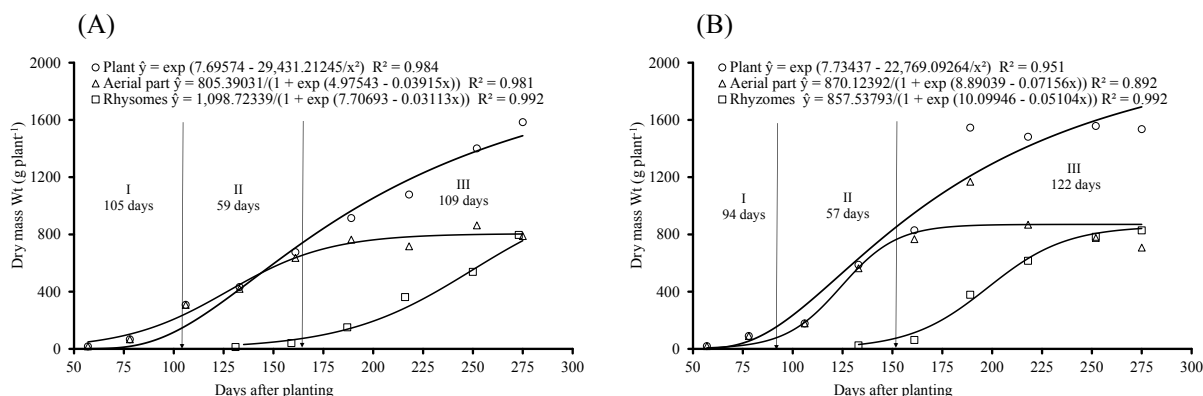 (A)
○ Plant ŷ = exp (7.69574 - 29,431.21245/x²) R² = 0.984
△ Aerial part ŷ = 805.39031/(1 + exp (4.97543 - 0.03915x)) R² = 0.981
□ Rhysomes ŷ = 1,098.72339/(1 + exp (7.70693 - 0.03113x)) R² = 0.992
Dry mass Wt (g plant⁻¹)
2000
1600
1200
800
400
0
I
105 days
II
59 days
III
109 days
50 75 100 125 150 175 200 225 250 275 300
Days after planting
(B)
○ Plant ŷ = exp (7.73437 - 22,769.09264/x²) R² = 0.951
△ Aerial part ŷ = 870.12392/(1 + exp (8.89039 - 0.07156x)) R² = 0.892
□ Rhyzomes ŷ = 857.53793/(1 + exp (10.09946 - 0.05104x)) R² = 0.992
Dry mass Wt (g plant⁻¹)
2000
1600
1200
800
400
0
I
94 days
II
57 days
III
122 days
50 75 100 125 150 175 200 225 250 275 300
Days after planting